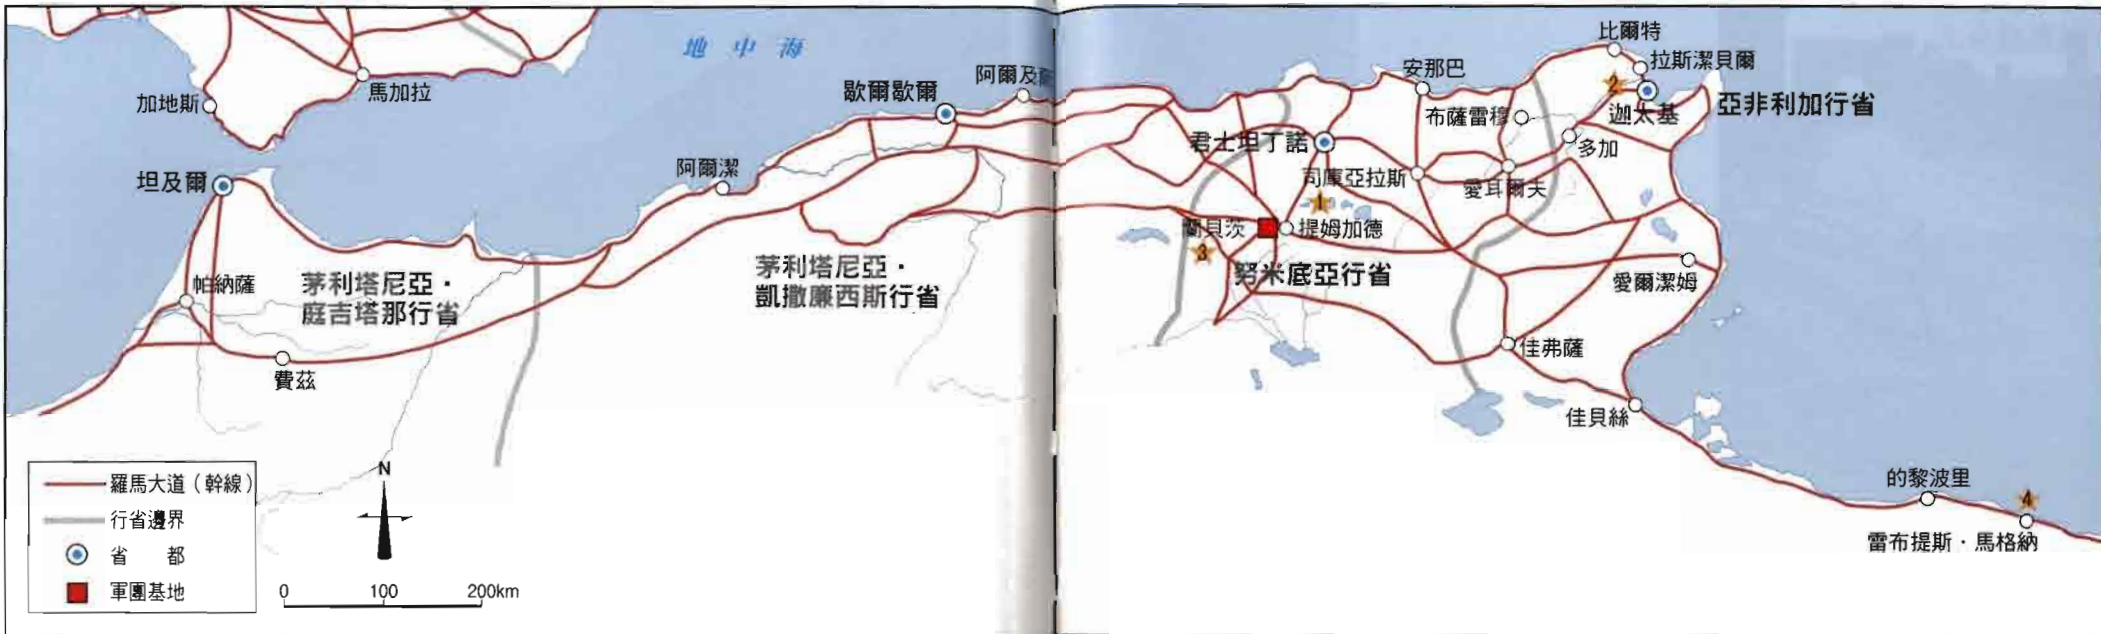 地中海
加地斯
馬加拉
坦及爾
帕納薩
茅利塔尼亞・
庭吉塔那行省
費茲
歇爾歇爾
阿爾及
阿爾潔
茅利塔尼亞・
凱撒廉西斯行省
安那巴
比爾特
拉斯潔貝爾
2
迦太基
亞非利加行省
布薩雷穆
多加
君士坦丁諾
司庫亞拉斯
愛耳爾夫
1
蘭貝茨
提姆加德
3
努米底亞行省
愛爾潔姆
佳弗薩
佳貝絲
的黎波里
4
雷布提斯・馬格納
羅馬大道（幹線）
行省邊界
省 都
軍團基地
N
0 100 200km